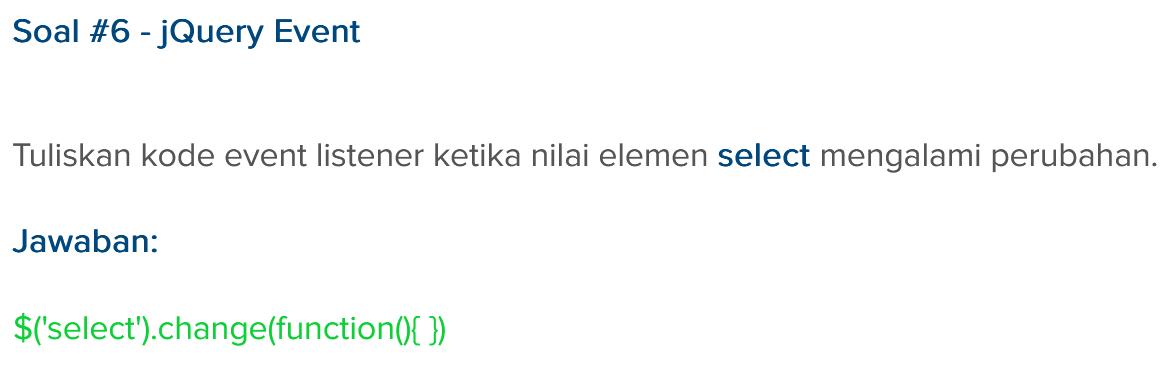 Soal #6 - jQuery Event
Tuliskan kode event listener ketika nilai elemen select mengalami perubahan.
Jawaban:
$('select').change(function(){ })